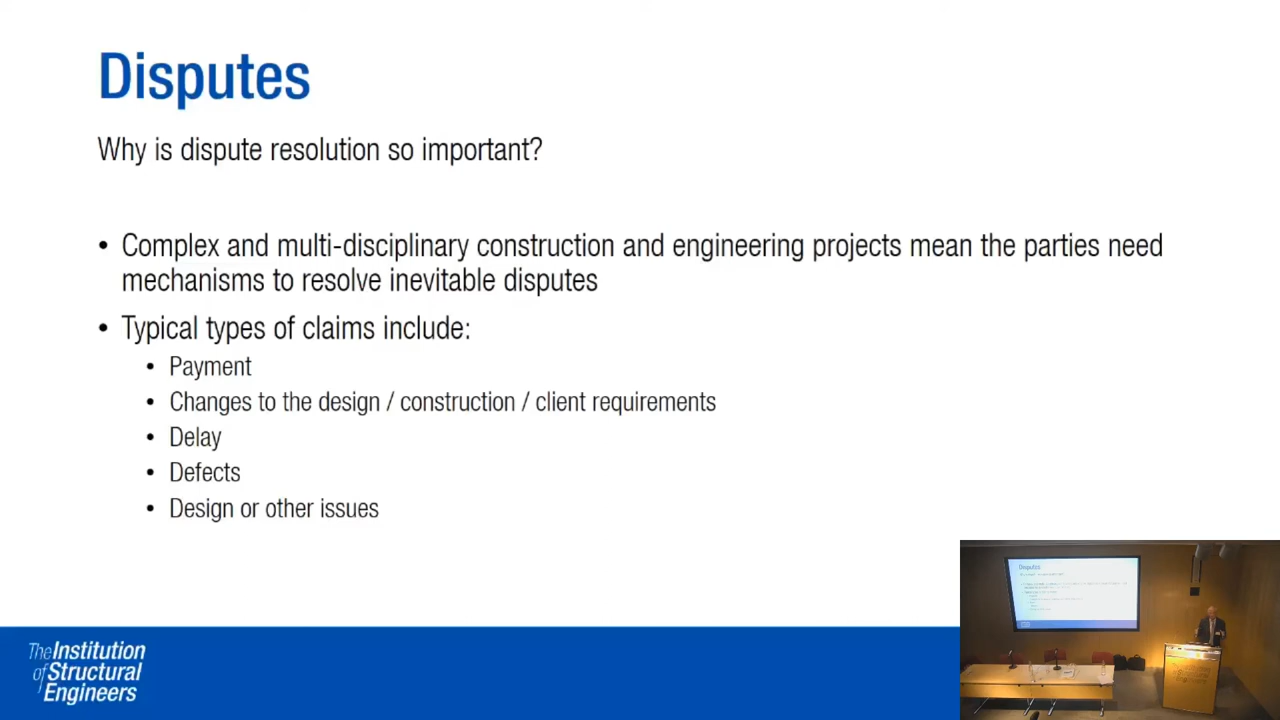 Disputes
Why is dispute resolution so important?
• Complex and multi-disciplinary construction and engineering projects mean the parties need
mechanisms to resolve inevitable disputes
• Typical types of claims include:
• Payment
• Changes to the design / construction / client requirements
• Delay
• Defects
• Design or other issues
The Institution
of Structural
Engineers
Disputes